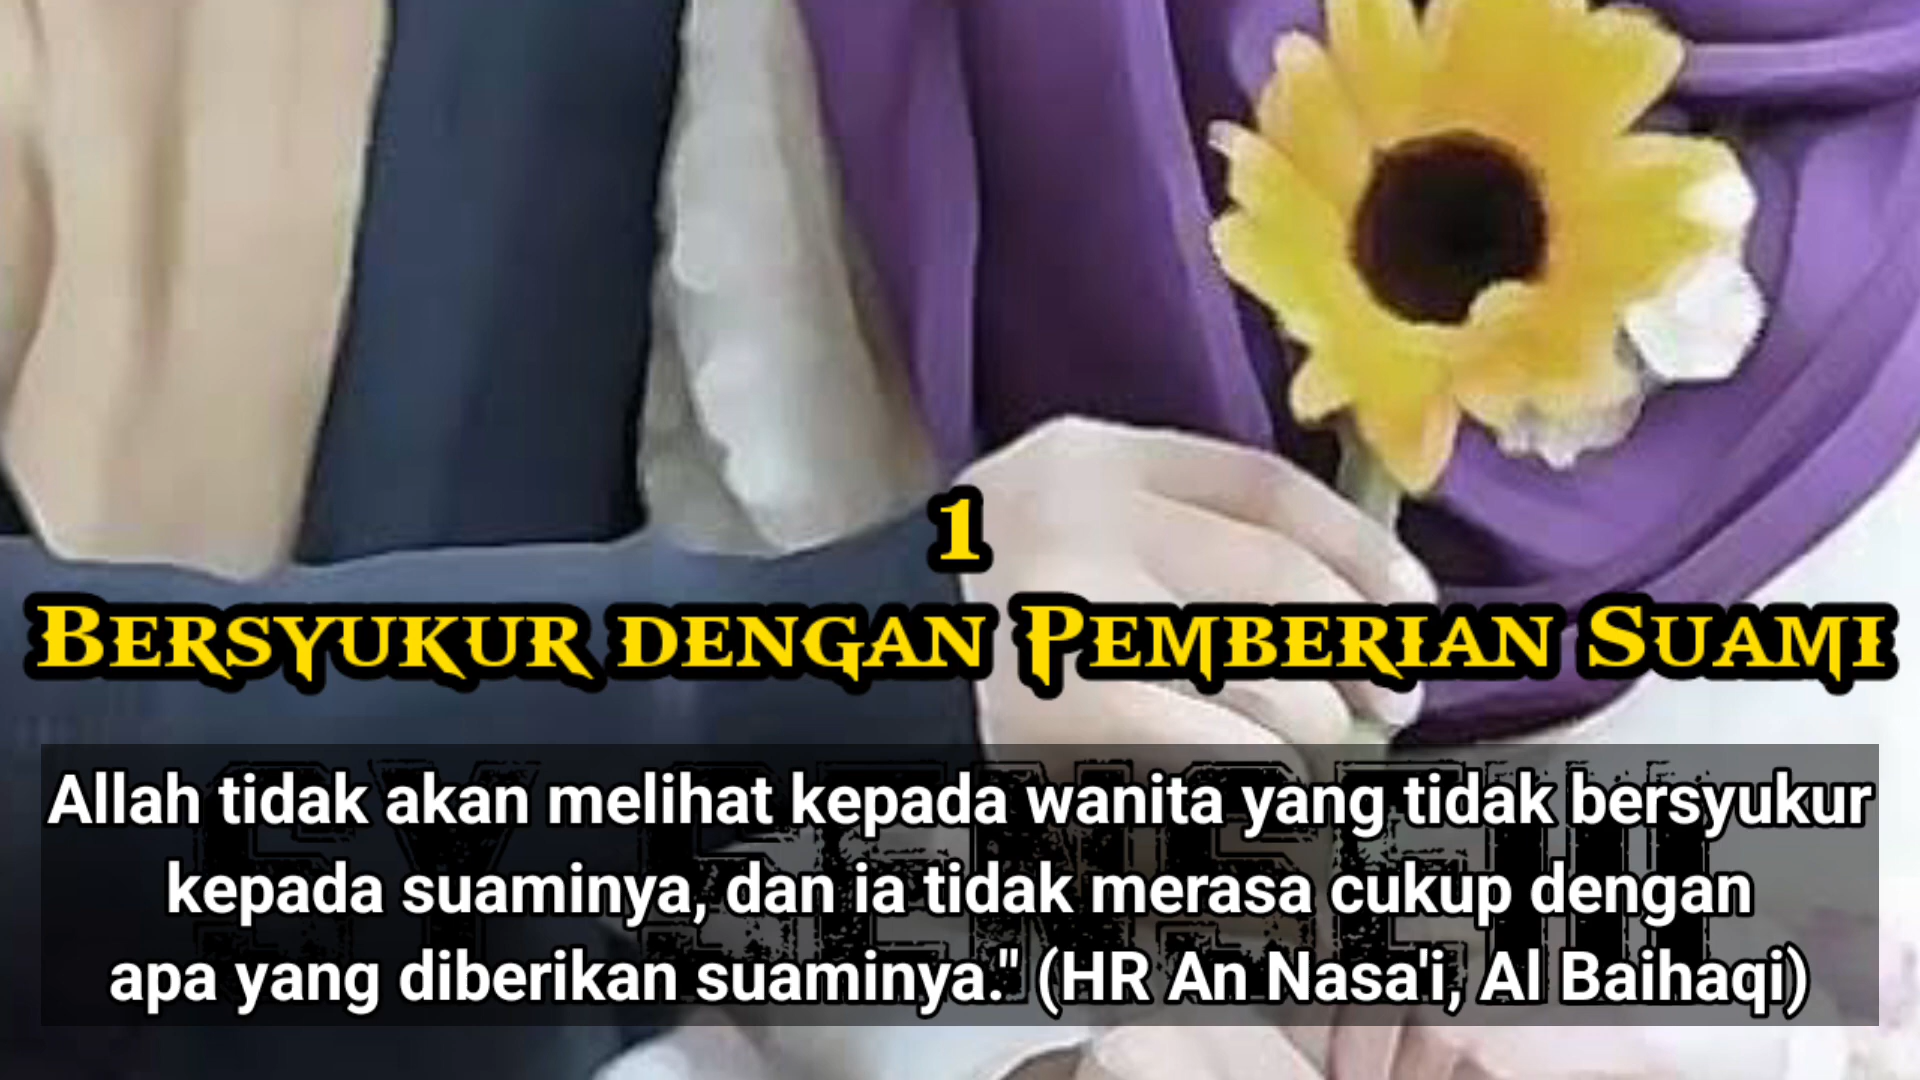 1
Bersyukur dengan Pemberian Suami
Allah tidak akan melihat kepada wanita yang tidak bersyukur
kepada suaminya, dan ia tidak merasa cukup dengan
apa yang diberikan suaminya." (HR An Nasa'i, Al Baihaqi)